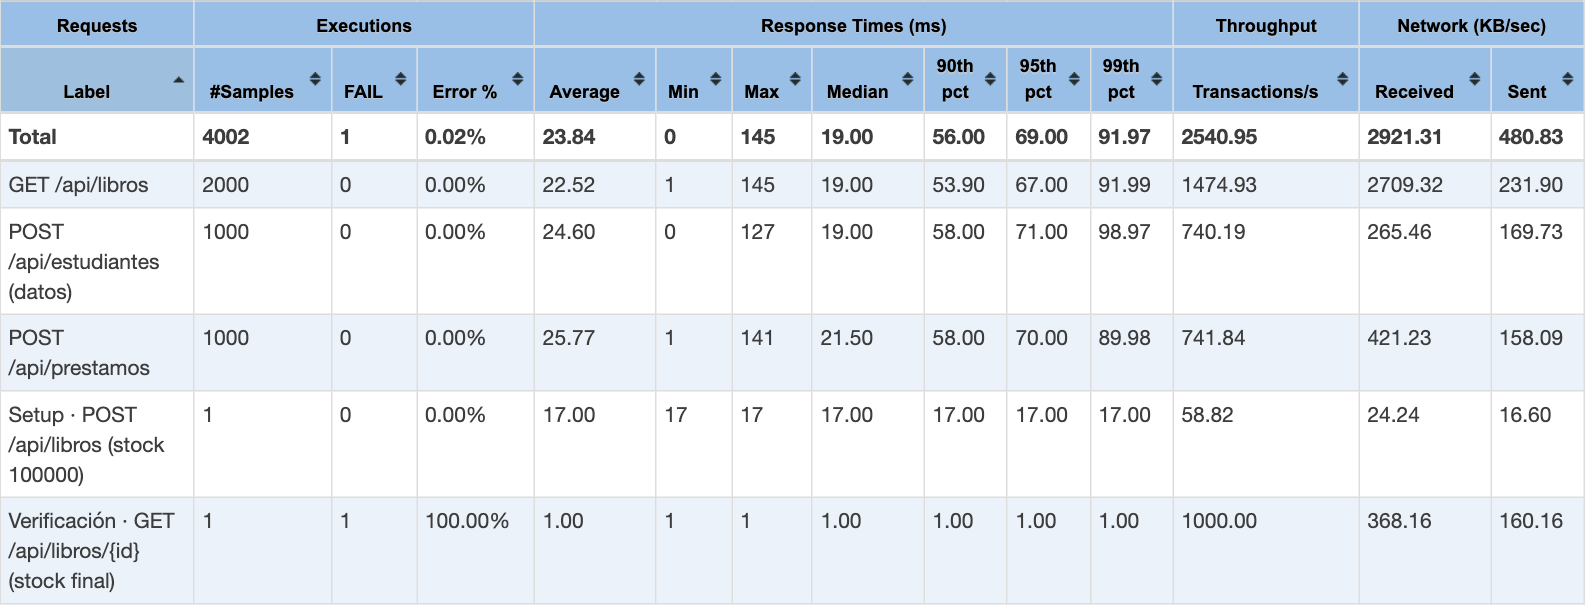 Requests Executions Response Times (ms) Throughput Network (KB/sec)
Label #Samples FAIL Error % Average Min Max Median 90th pct 95th pct 99th pct Transactions/s Received Sent
Total 4002 1 0.02% 23.84 0 145 19.00 56.00 69.00 91.97 2540.95 2921.31 480.83
GET /api/libros 2000 0 0.00% 22.52 1 145 19.00 53.90 67.00 91.99 1474.93 2709.32 231.90
POST 1000 0 0.00% 24.60 0 127 19.00 58.00 71.00 98.97 740.19 265.46 169.73
/api/estudiantes
(datos)
POST 1000 0 0.00% 25.77 1 141 21.50 58.00 70.00 89.98 741.84 421.23 158.09
/api/prestamos
Setup · POST 1 0 0.00% 17.00 17 17 17.00 17.00 17.00 17.00 58.82 24.24 16.60
/api/libros (stock
100000)
Verificación · GET 1 1 100.00% 1.00 1 1 1.00 1.00 1.00 1.00 1000.00 368.16 160.16
/api/libros/{id}
(stock final)